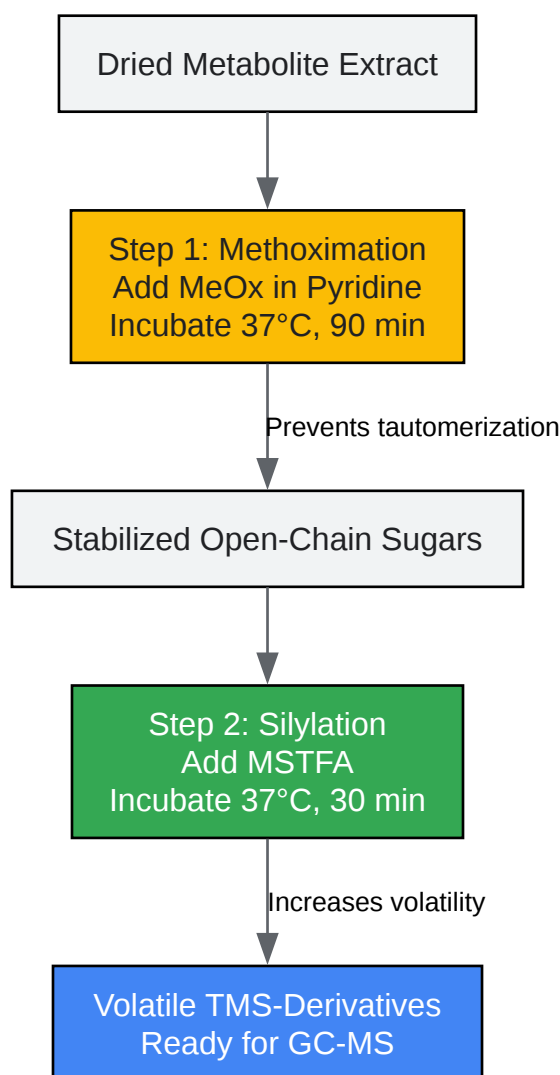 Dried Metabolite Extract
Step 1: Methoximation
Add MeOx in Pyridine
Incubate 37°C, 90 min
Prevents tautomerization
Stabilized Open-Chain Sugars
Step 2: Silylation
Add MSTFA
Incubate 37°C, 30 min
Increases volatility
Volatile TMS-Derivatives
Ready for GC-MS